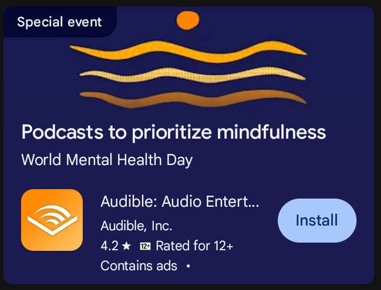 Special event
Podcasts to prioritize mindfulness
World Mental Health Day
Audible: Audio Entert...
Audible, Inc.
Install
4.2 ★ 12+ Rated for 12+
Contains ads •